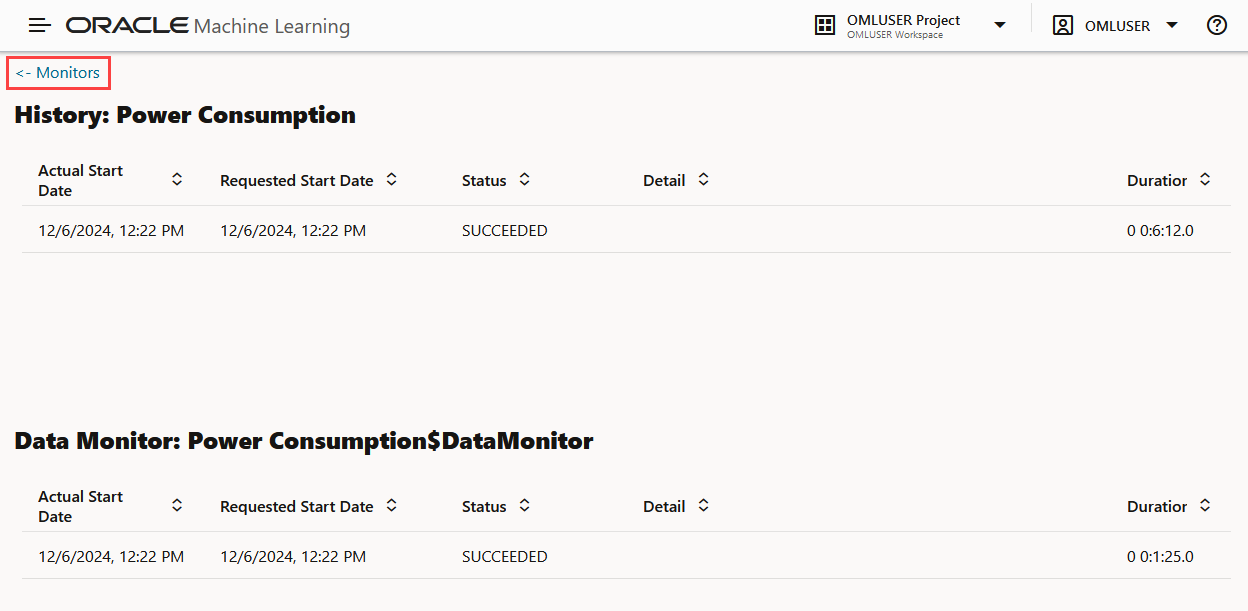 ORACLE Machine Learning
OMLUSER Project
OMLUSER Workspace
OMLUSER
?
<- Monitors
History: Power Consumption
Actual Start
Date
Requested Start Date
Status
Detail
Duration
12/6/2024, 12:22 PM
12/6/2024, 12:22 PM
SUCCEEDED
0 0:6:12.0
Data Monitor: Power Consumption$DataMonitor
Actual Start
Date
Requested Start Date
Status
Detail
Duration
12/6/2024, 12:22 PM
12/6/2024, 12:22 PM
SUCCEEDED
0 0:1:25.0